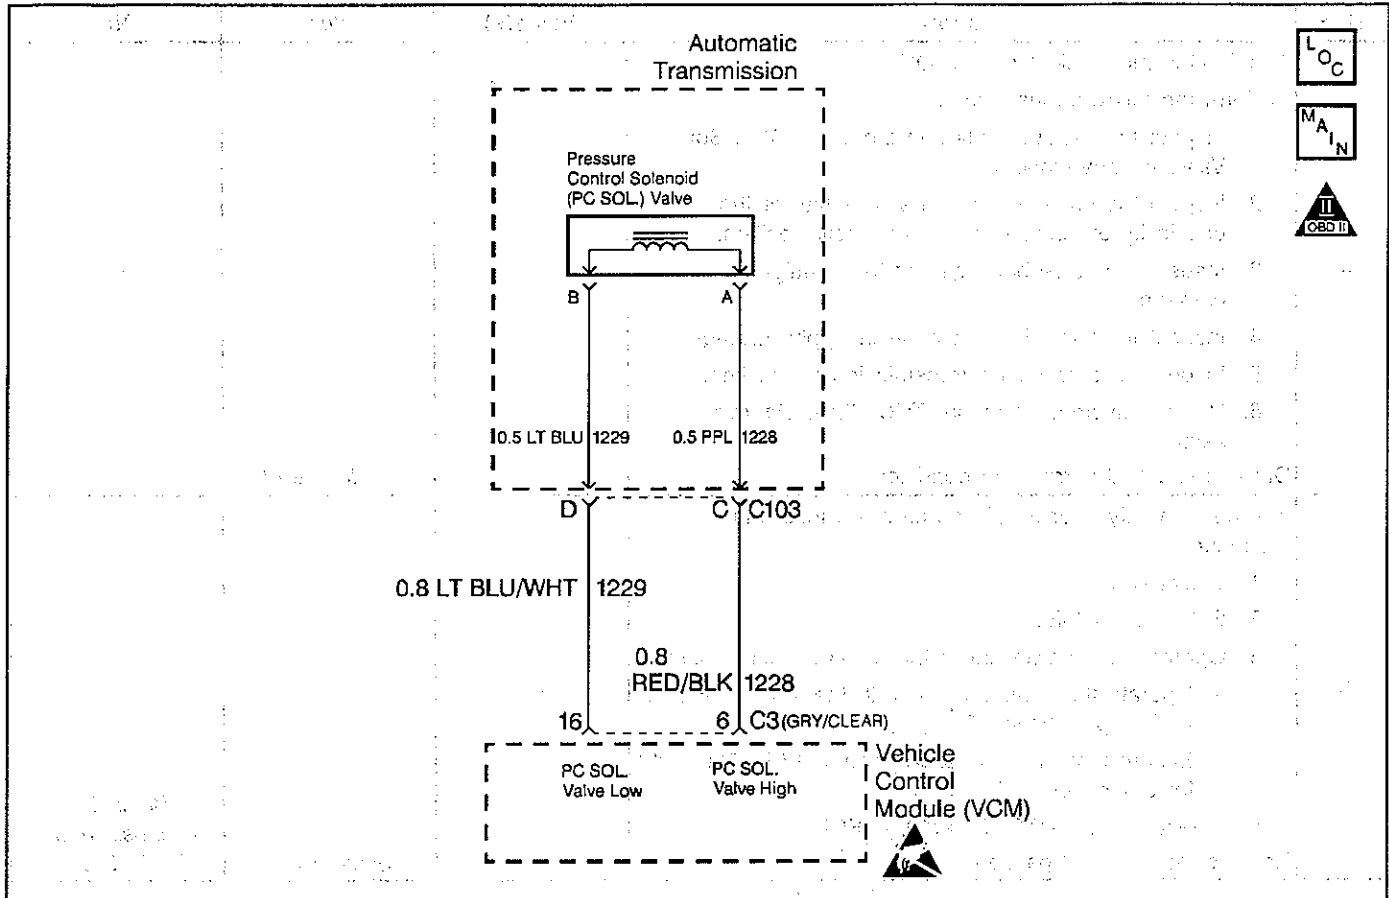 Automatic
Transmission
LOC
MAIN
II
OBD II
Pressure
Control Solenoid
(PC SOL.) Valve
B
A
0.5 LT BLU 1229
0.5 PPL 1228
D
C C103
0.8 LT BLU/WHT 1229
0.8
RED/BLK 1228
16
6 C3(GRY/CLEAR)
PC SOL.
Valve Low
PC SOL.
Valve High
Vehicle
Control
Module (VCM)